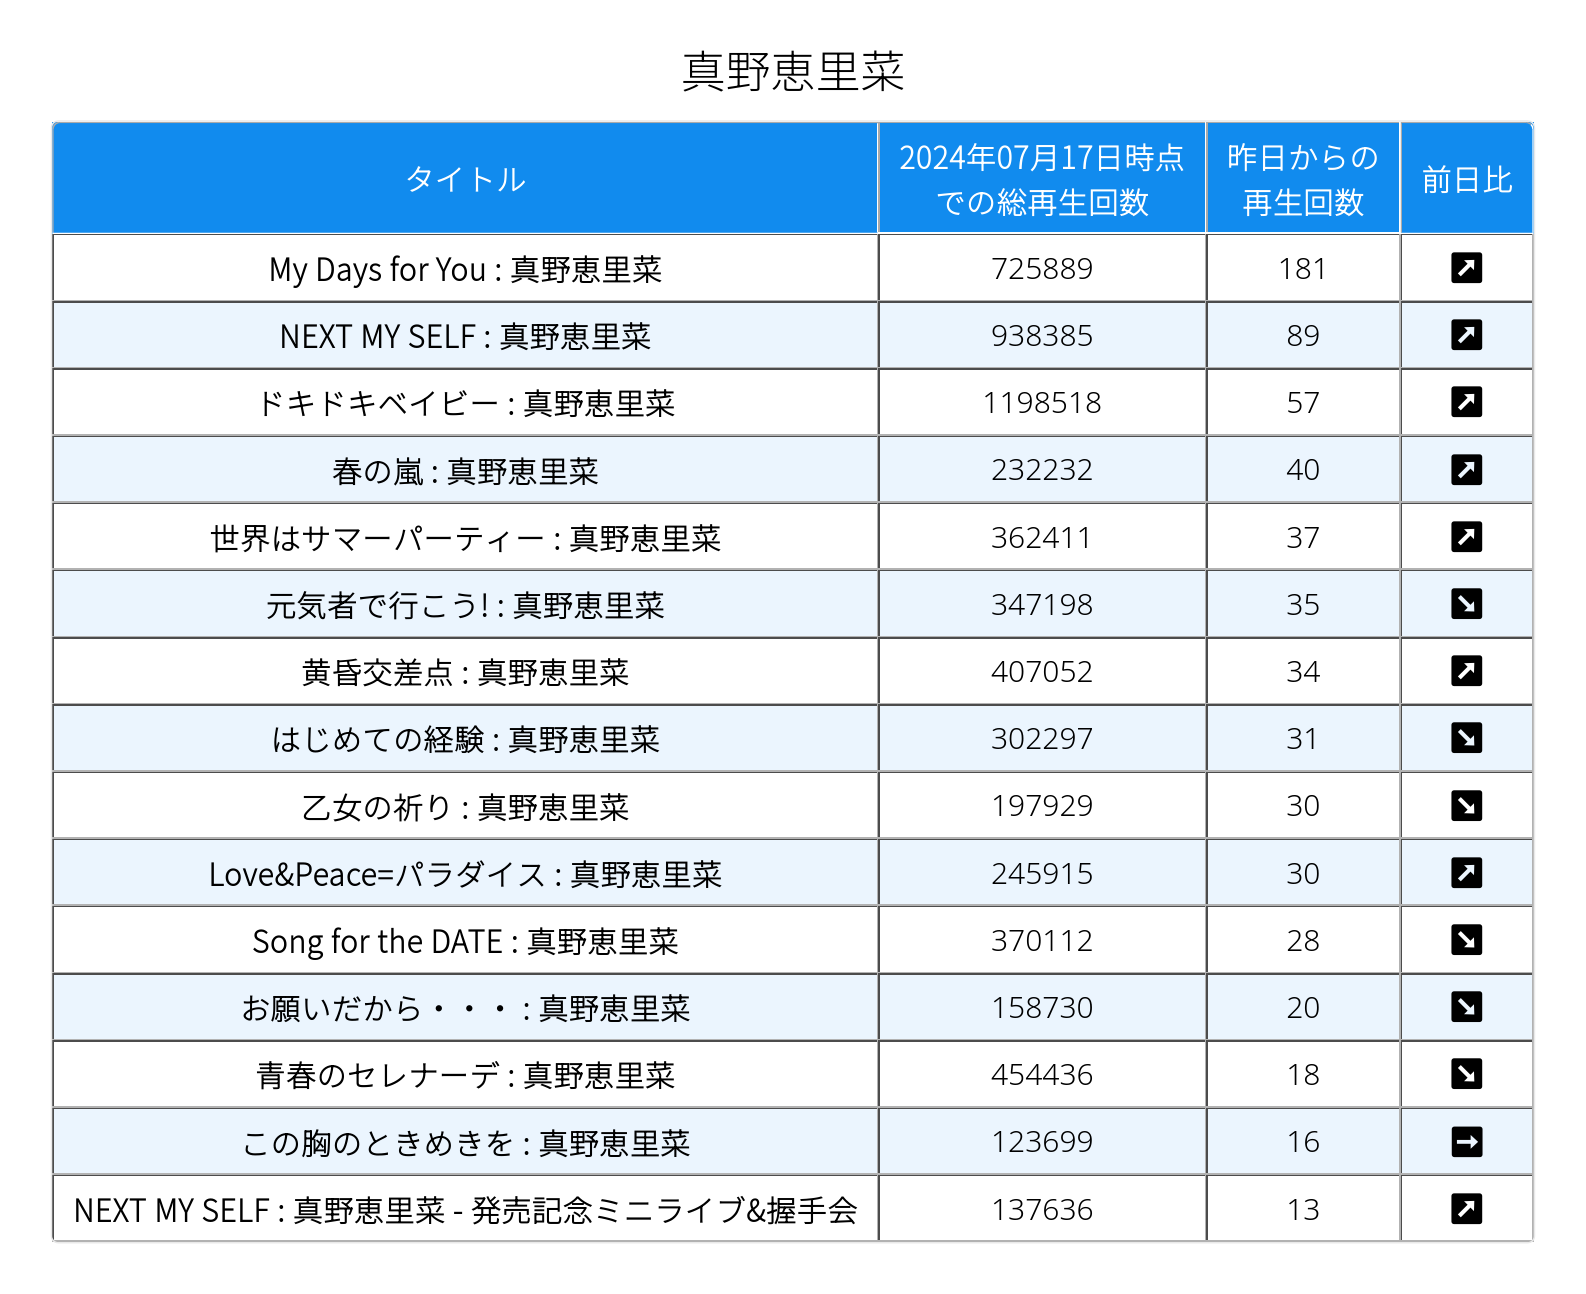 真野恵里菜
タイトル
2024年07月17日時点
での総再生回数
昨日からの
再生回数
前日比
My Days for You : 真野恵里菜 725889 181 ↗
NEXT MY SELF : 真野恵里菜 938385 89 ↗
ドキドキベイビー : 真野恵里菜 1198518 57 ↗
春の嵐 : 真野恵里菜 232232 40 ↗
世界はサマーパーティー : 真野恵里菜 362411 37 ↗
元気者で行こう! : 真野恵里菜 347198 35 ↘
黄昏交差点 : 真野恵里菜 407052 34 ↗
はじめての経験 : 真野恵里菜 302297 31 ↘
乙女の祈り : 真野恵里菜 197929 30 ↘
Love&Peace=パラダイス : 真野恵里菜 245915 30 ↗
Song for the DATE : 真野恵里菜 370112 28 ↘
お願いだから・・・ : 真野恵里菜 158730 20 ↘
青春のセレナーデ : 真野恵里菜 454436 18 ↘
この胸のときめきを : 真野恵里菜 123699 16 →
NEXT MY SELF : 真野恵里菜 - 発売記念ミニライブ&握手会 137636 13 ↗